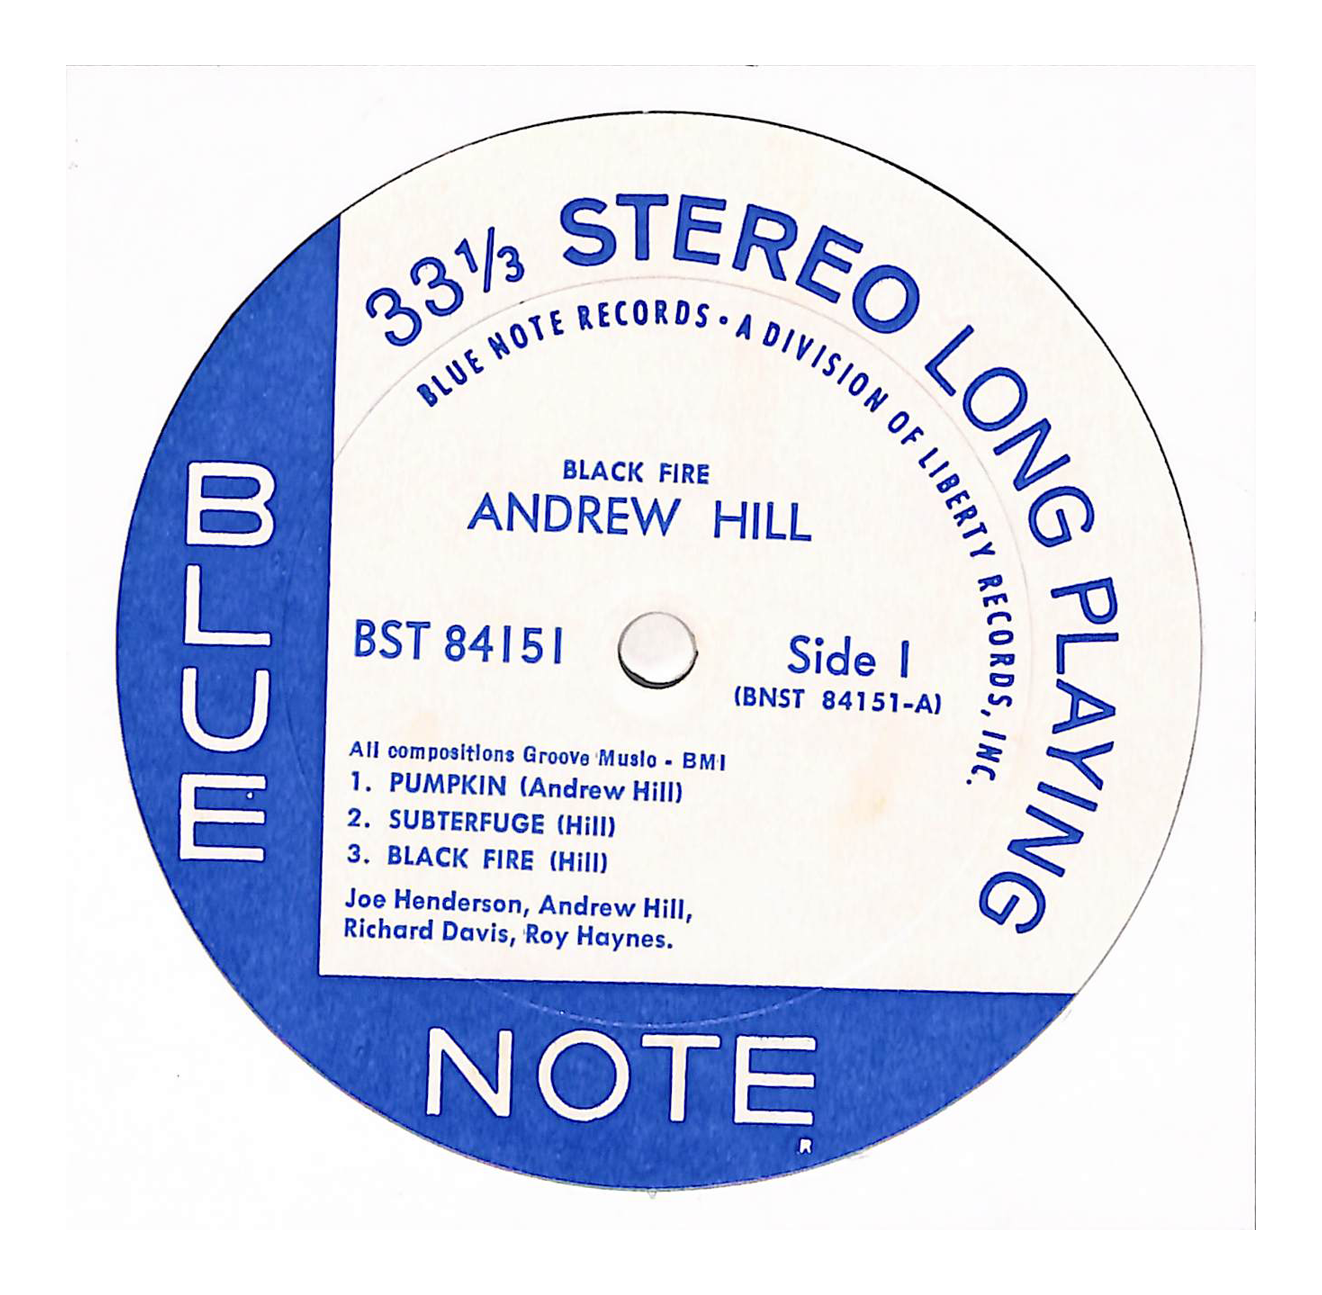 33⅓ STEREO LONG PLAYING
BLUE NOTE RECORDS • A DIVISION OF LIBERTY RECORDS, INC.
BLACK FIRE
ANDREW HILL
BST 84151
Side 1
(BNST 84151-A)
All compositions Groove Music - BMI
1. PUMPKIN (Andrew Hill)
2. SUBTERFUGE (Hill)
3. BLACK FIRE (Hill)
Joe Henderson, Andrew Hill,
Richard Davis, Roy Haynes.
BLUE
NOTE
R